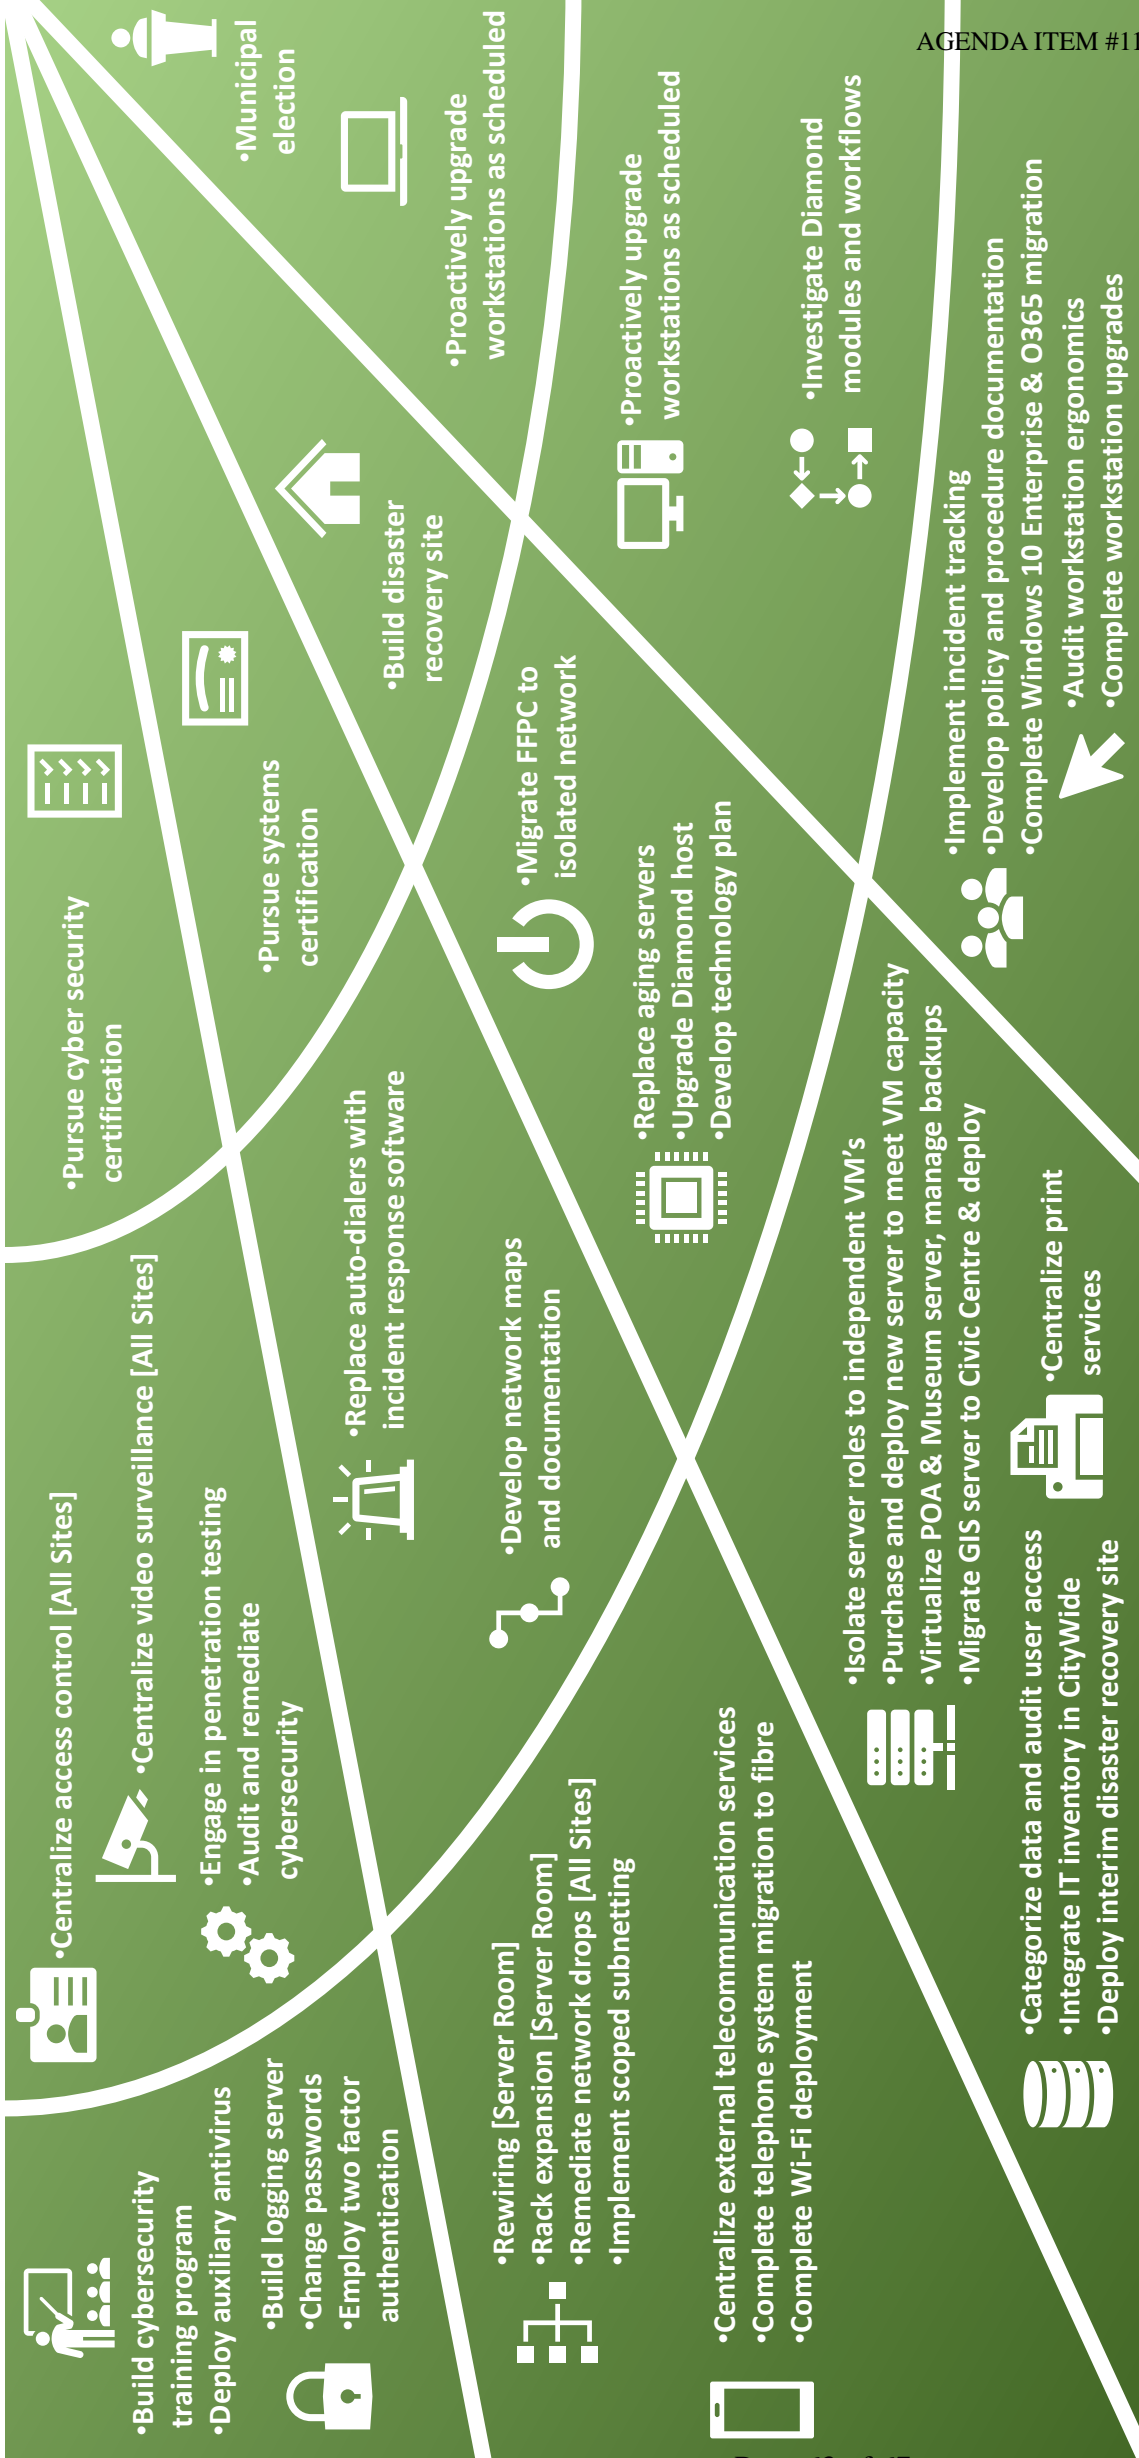 AGENDA ITEM #11
•Build cybersecurity
training program
•Deploy auxiliary antivirus
•Build logging server
•Change passwords
•Employ two factor
authentication
•Centralize access control [All Sites]
•Centralize video surveillance [All Sites]
•Engage in penetration testing
•Audit and remediate
cybersecurity
•Pursue cyber security
certification
•Rewiring [Server Room]
•Rack expansion [Server Room]
•Remediate network drops [All Sites]
•Implement scoped subnetting
•Centralize external telecommunication services
•Complete telephone system migration to fibre
•Complete Wi-Fi deployment
•Replace auto-dialers with
incident response software
•Develop network maps
and documentation
•Pursue systems
certification
•Categorize data and audit user access
•Integrate IT inventory in CityWide
•Deploy interim disaster recovery site
•Isolate server roles to independent VM's
•Purchase and deploy new server to meet VM capacity
•Virtualize POA & Museum server, manage backups
•Migrate GIS server to Civic Centre & deploy
•Centralize print
services
•Replace aging servers
•Upgrade Diamond host
•Develop technology plan
•Migrate FFPC to
isolated network
•Build disaster
recovery site
•Implement incident tracking
•Develop policy and procedure documentation
•Complete Windows 10 Enterprise & O365 migration
•Audit workstation ergonomics
•Complete workstation upgrades
•Investigate Diamond
modules and workflows
•Proactively upgrade
workstations as scheduled
•Proactively upgrade
workstations as scheduled
•Municipal
election